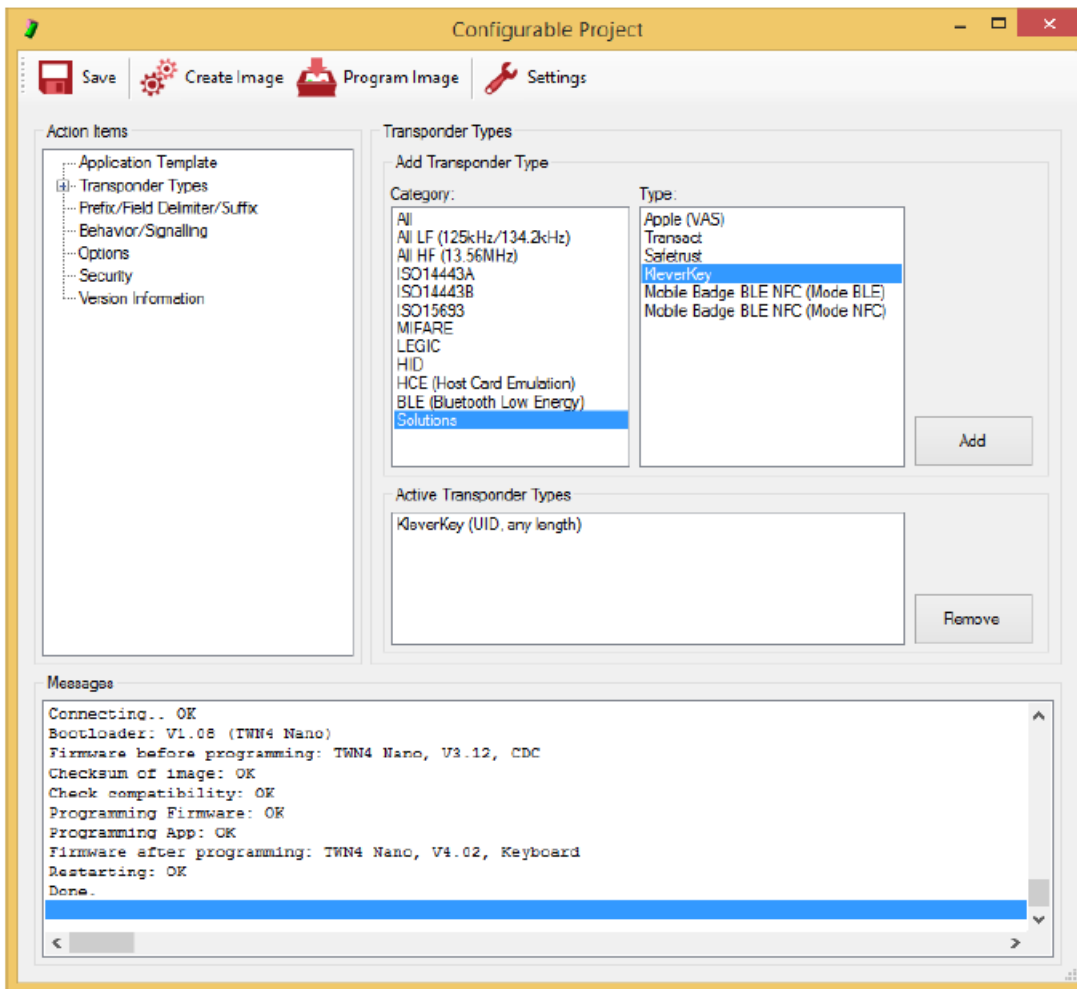 Configurable Project
Save Create Image Program Image Settings
Action Items
Application Template
Transponder Types
Prefix/Field Delimiter/Suffix
Behavior/Signalling
Options
Security
Version Information
Transponder Types
Add Transponder Type
Category:
All
All LF (125kHz/134.2kHz)
All HF (13.56MHz)
ISO14443A
ISO14443B
ISO15693
MIFARE
LEGIC
HID
HCE (Host Card Emulation)
BLE (Bluetooth Low Energy)
Solutions
Type:
Apple (VAS)
Transact
Safetrust
KleverKey
Mobile Badge BLE NFC (Mode BLE)
Mobile Badge BLE NFC (Mode NFC)
Add
Active Transponder Types
KleverKey (UID, any length)
Remove
Messages
Connecting.. OK
Bootloader: V1.08 (TWN4 Nano)
Firmware before programming: TWN4 Nano, V3.12, CDC
Checksum of image: OK
Check compatibility: OK
Programming Firmware: OK
Programming App: OK
Firmware after programming: TWN4 Nano, V4.02, Keyboard
Restarting: OK
Done.